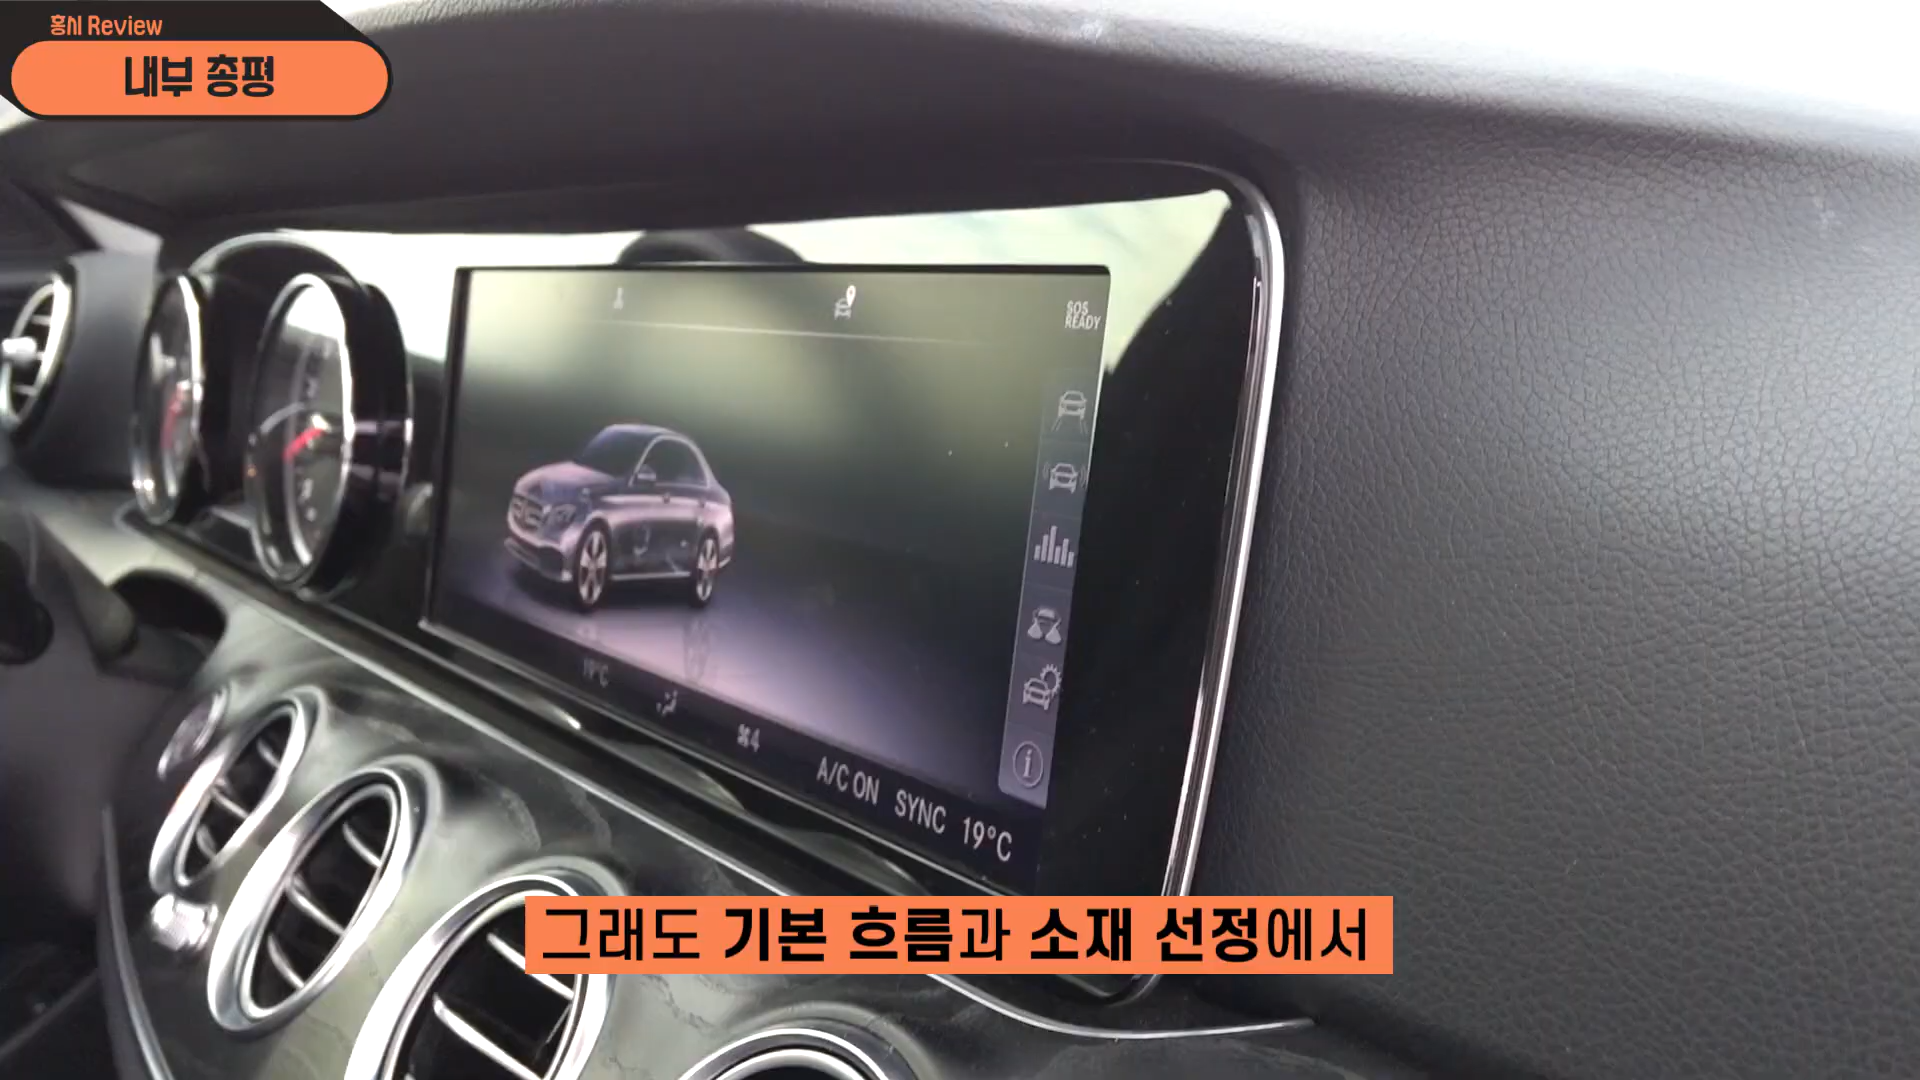 홍시 Review
내부 총평
SOS
READY
19°C
4
A/C ON SYNC 19°C
그래도 기본 흐름과 소재 선정에서